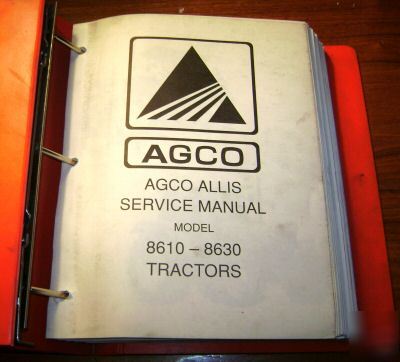 AGCO
AGCO ALLIS
SERVICE MANUAL
MODEL
8610 – 8630
TRACTORS